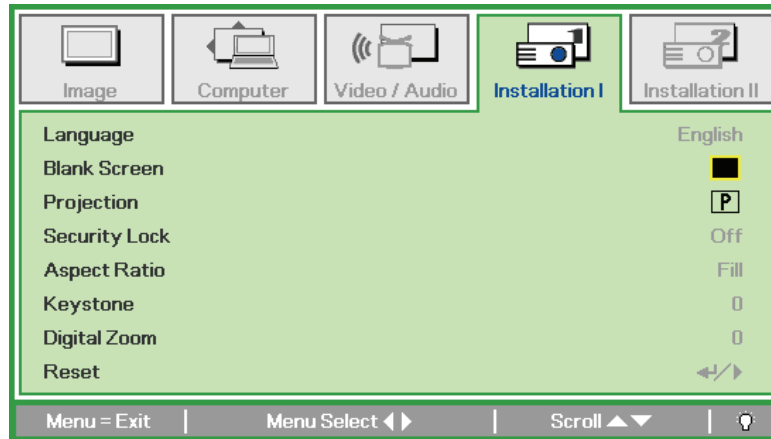 Image
Computer
Video / Audio
Installation I
Installation II
Language English
Blank Screen
Projection P
Security Lock Off
Aspect Ratio Fill
Keystone 0
Digital Zoom 0
Reset
Menu = Exit | Menu Select | Scroll